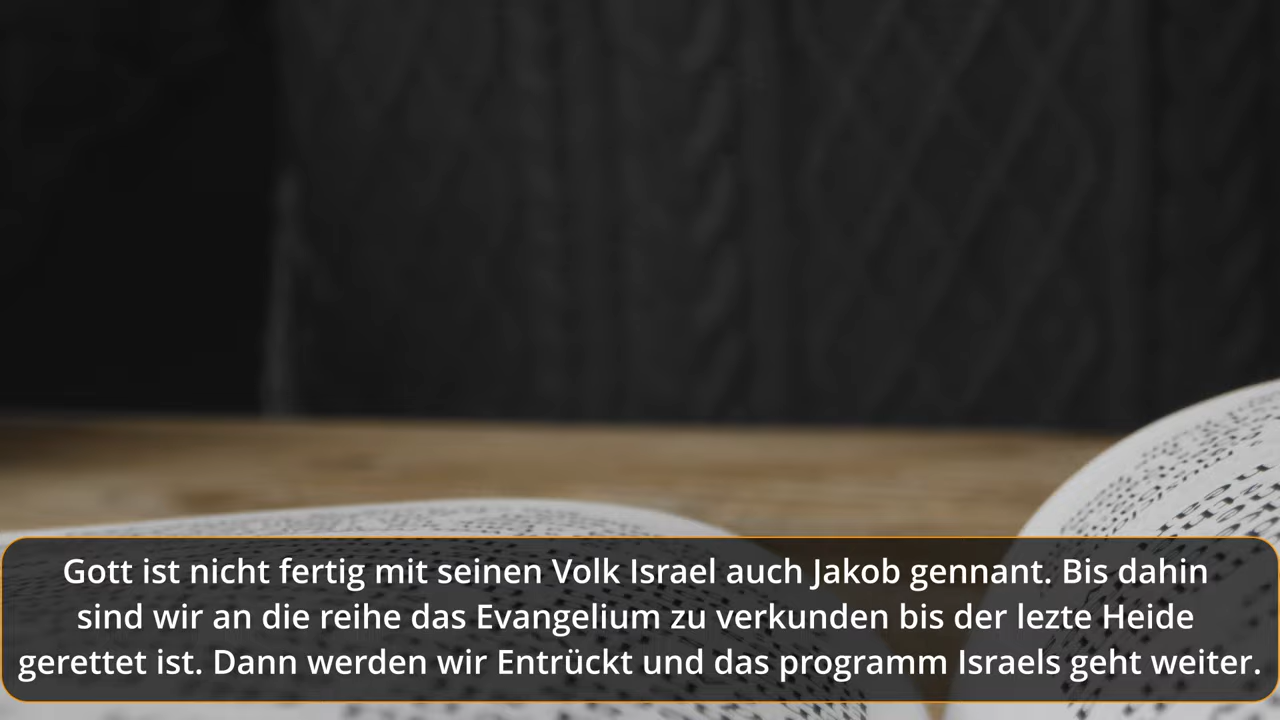 Gott ist nicht fertig mit seinen Volk Israel auch Jakob gennant. Bis dahin
sind wir an die reihe das Evangelium zu verkunden bis der lezte Heide
gerettet ist. Dann werden wir Entrückt und das programm Israels geht weiter.